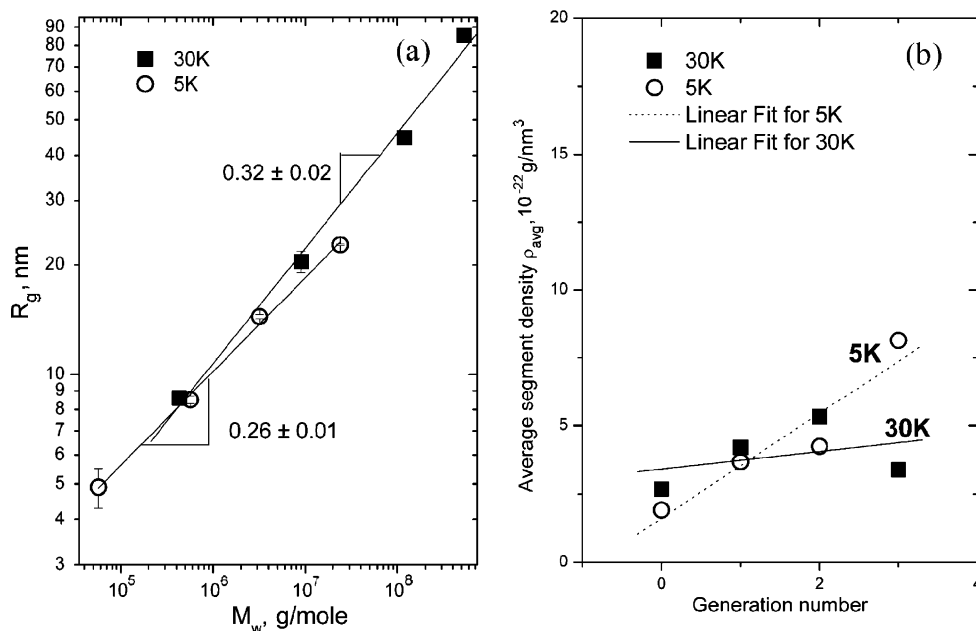 (a)
30K
5K
0.32 ± 0.02
0.26 ± 0.01
90
80
70
60
50
40
30
20
10
9
8
7
6
5
4
3
R_g, nm
10^5
10^6
10^7
10^8
M_w, g/mole
(b)
30K
5K
Linear Fit for 5K
Linear Fit for 30K
5K
30K
20
15
10
5
0
Average segment density ρ_avg, 10^-22 g/nm^3
0
1
2
3
4
Generation number